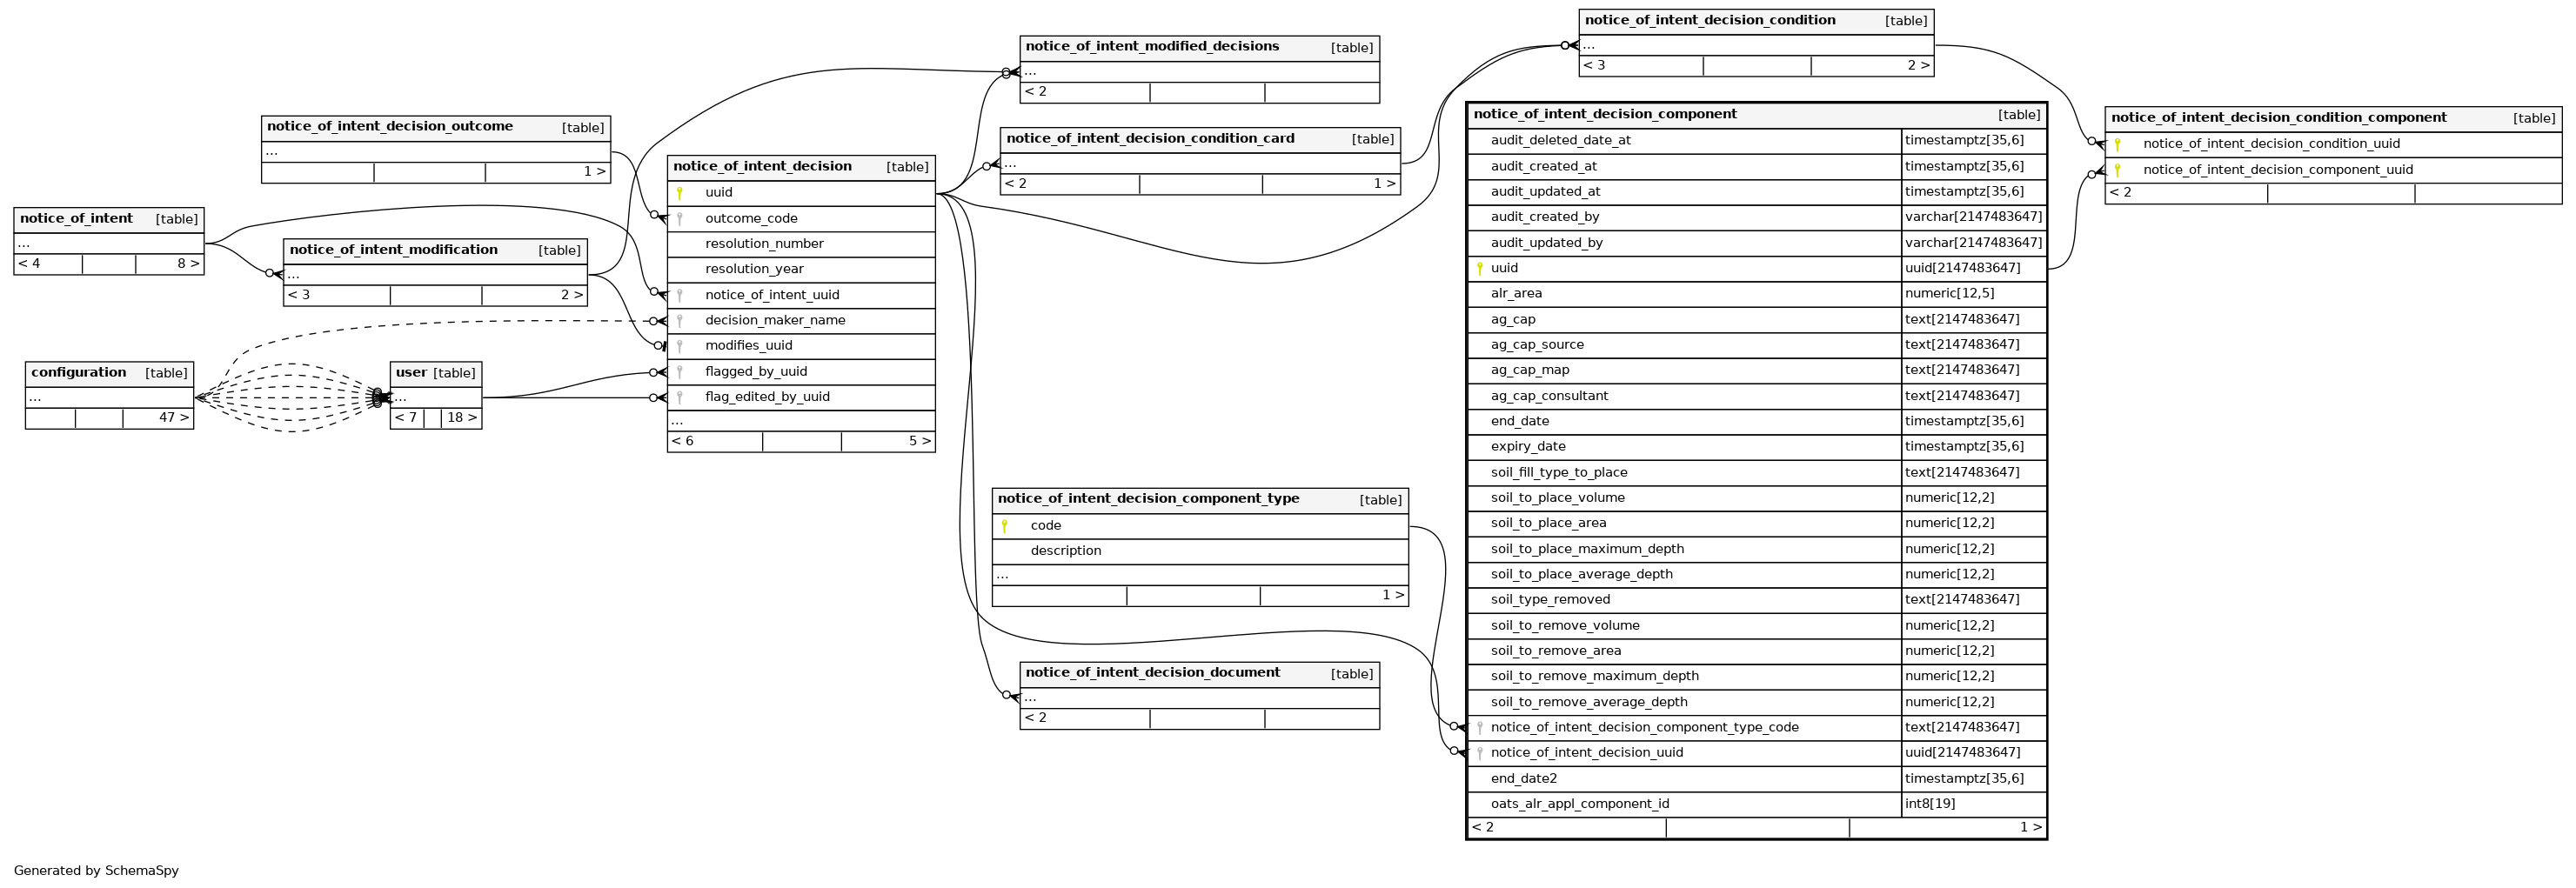 notice_of_intent_decision_condition [table]
...
< 3 2 >
notice_of_intent_modified_decisions [table]
...
< 2
notice_of_intent_decision_outcome [table]
...
1 >
notice_of_intent_decision_condition_card [table]
...
< 2 1 >
notice_of_intent_decision_condition_component [table]
notice_of_intent_decision_condition_uuid
notice_of_intent_decision_component_uuid
< 2
notice_of_intent [table]
...
< 4 8 >
notice_of_intent_modification [table]
...
< 3 2 >
configuration [table]
...
47 >
user [table]
...
< 7 18 >
notice_of_intent_decision [table]
uuid
outcome_code
resolution_number
resolution_year
notice_of_intent_uuid
decision_maker_name
modifies_uuid
flagged_by_uuid
flag_edited_by_uuid
...
< 6 5 >
notice_of_intent_decision_component_type [table]
code
description
...
1 >
notice_of_intent_decision_document [table]
...
< 2
notice_of_intent_decision_component [table]
audit_deleted_date_at timestamptz[35,6]
audit_created_at timestamptz[35,6]
audit_updated_at timestamptz[35,6]
audit_created_by varchar[2147483647]
audit_updated_by varchar[2147483647]
uuid uuid[2147483647]
alr_area numeric[12,5]
ag_cap text[2147483647]
ag_cap_source text[2147483647]
ag_cap_map text[2147483647]
ag_cap_consultant text[2147483647]
end_date timestamptz[35,6]
expiry_date timestamptz[35,6]
soil_fill_type_to_place text[2147483647]
soil_to_place_volume numeric[12,2]
soil_to_place_area numeric[12,2]
soil_to_place_maximum_depth numeric[12,2]
soil_to_place_average_depth numeric[12,2]
soil_type_removed text[2147483647]
soil_to_remove_volume numeric[12,2]
soil_to_remove_area numeric[12,2]
soil_to_remove_maximum_depth numeric[12,2]
soil_to_remove_average_depth numeric[12,2]
notice_of_intent_decision_component_type_code text[2147483647]
notice_of_intent_decision_uuid uuid[2147483647]
end_date2 timestamptz[35,6]
oats_alr_appl_component_id int8[19]
< 2 1 >
Generated by SchemaSpy